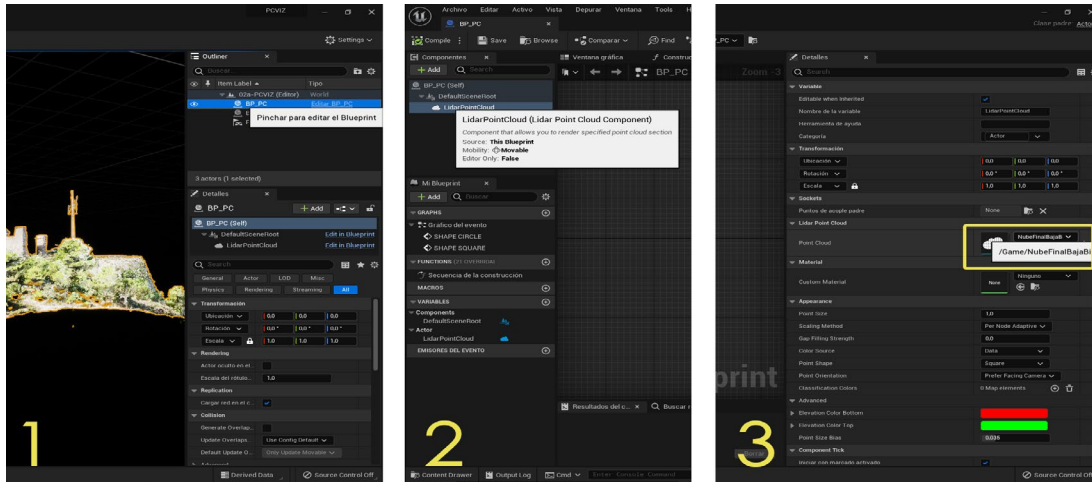 PCVIZ
Settings
Outliner
Buscar...
Item Label
Tipo
02a-PCVIZ (Editor) World
BP_PC Editar BP_PC
Pinchar para editar el Blueprint
3 actors (1 selected)
Detalles
BP_PC
+ Add
BP_PC (Self)
DefaultSceneRoot Edit in Blueprint
LidarPointCloud Edit in Blueprint
Search
General Actor LOD Misc
Physics Rendering Streaming All
Transformación
Ubicación 0,0 0,0 0,0
Rotación 0,0 ° 0,0 ° 0,0 °
Escala 1,0 1,0 1,0
Rendering
Actor oculto en el...
Escala del rótulo... 1,0
Replication
Cargar red en el c...
Collision
Generate Overlap...
Update Overlaps... Use Config Default
Default Update O... Only Update Movable
Advanced
1
Derived Data Source Control Off
Archivo Editar Activo Vista Depurar Ventana Tools
BP_PC
Compile Save Browse Comparar Find
Componentes
Ventana gráfica
Construc
+ Add Search
BP_PC
BP_PC (Self)
DefaultSceneRoot
LidarPointCloud
LidarPointCloud (Lidar Point Cloud Component)
Component that allows you to render specified point cloud section
Source: This Blueprint
Mobility: Movable
Editor Only: False
Mi Blueprint
+ Add Buscar
GRAPHS
Gráfico del evento
SHAPE CIRCLE
SHAPE SQUARE
FUNCTIONS (21 OVERRIDABLE)
Secuencia de la construcción
MACROS
VARIABLES
Components
DefaultSceneRoot
Actor
LidarPointCloud
EMISORES DEL EVENTO
Resultados del c... Buscar r
2
Content Drawer Output Log Cmd Enter Console Command
Clase padre: Actor
_PC
Detalles
Zoom -3
Search
Variable
Editable when Inherited
Nombre de la variable LidarPointCloud
Herramienta de ayuda
Categoría Actor
Transformación
Ubicación 0,0 0,0 0,0
Rotación 0,0 ° 0,0 ° 0,0 °
Escala 1,0 1,0 1,0
Sockets
Puntos de acople padre None
Lidar Point Cloud
Point Cloud NubeFinalBajaB
/Game/NubeFinalBajaBi
Material
Custom Material None Ninguno
Appearance
Point Size 1,0
Scaling Method Per Node Adaptive
Gap Filling Strength 0,0
Color Source Data
Point Shape Square
Point Orientation Prefer Facing Camera
Classification Colors 0 Map elements
Advanced
Elevation Color Bottom
Elevation Color Top
Point Size Bias 0,035
Component Tick
Iniciar con marcado activado
print
Borrar
3
Source Control Off